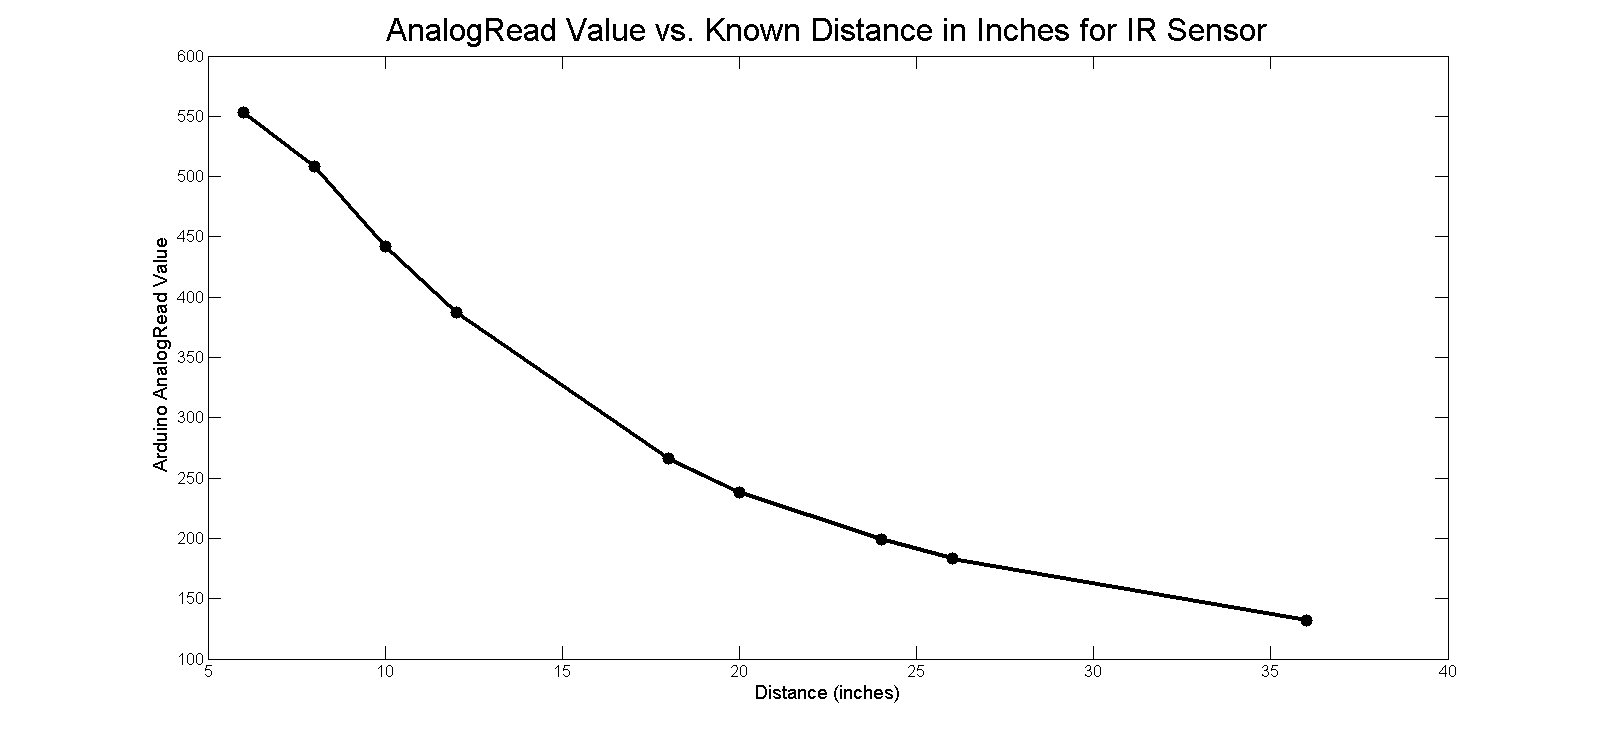 AnalogRead Value vs. Known Distance in Inches for IR Sensor
600
550
500
450
400
350
300
250
200
150
100
Arduino AnalogRead Value
5 10 15 20 25 30 35 40
Distance (inches)